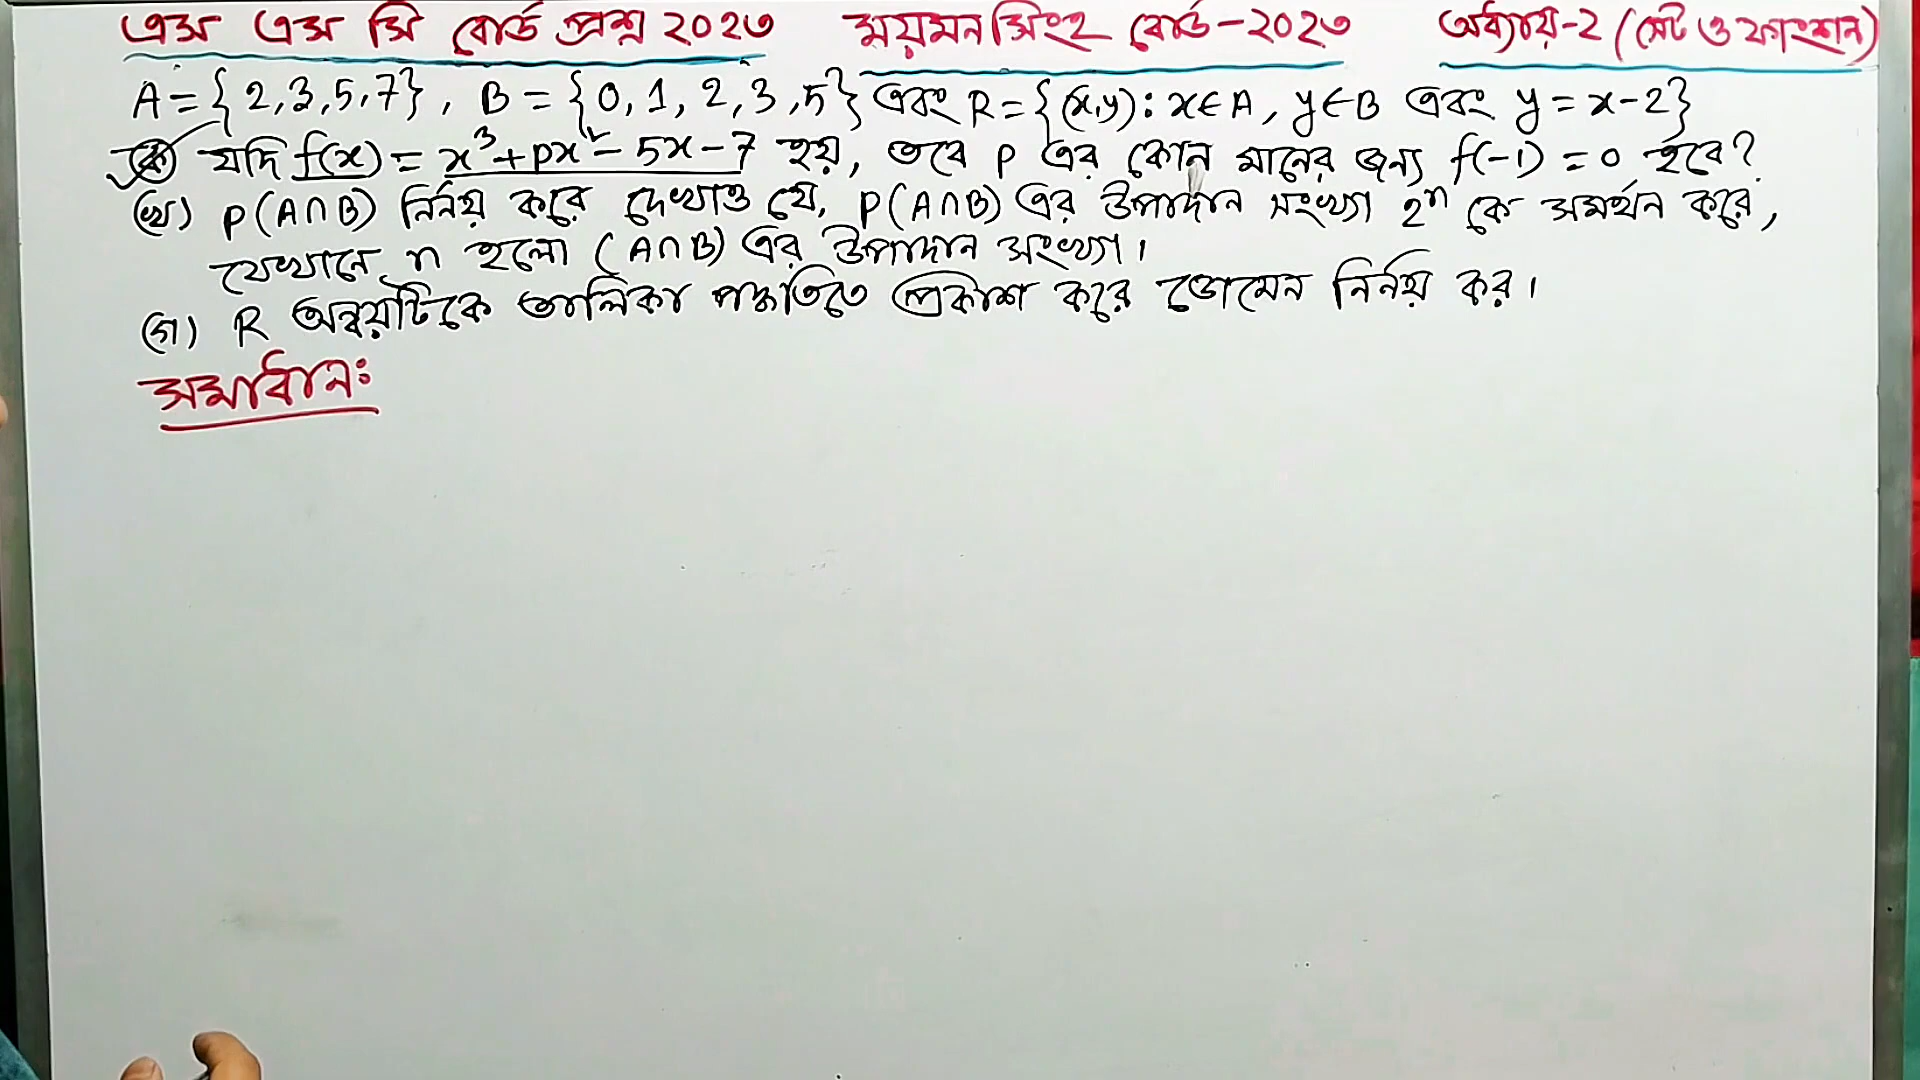 এস এস সি বোর্ড প্রশ্ন ২০২৩ ময়মনসিংহ বোর্ড-২০২৩ অধ্যায়-2 (সেট ও ফাংশন)
A = {2,3,5,7}, B = {0, 1, 2, 3, 5} এবং R = {(x,y): x∈A, y∈B এবং y = x-2}
(ক) যদি f(x) = x³+px²-5x-7 হয়, তবে p এর কোন মানের জন্য f(-1) = 0 হবে?
(খ) P(A∩B) নির্নয় করে দেখাও যে, P(A∩B) এর উপাদান সংখ্যা 2ⁿ কে সমর্থন করে,
যেখানে n হলো (A∩B) এর উপাদান সংখ্যা।
(গ) R অন্বয়টিকে তালিকা পদ্ধতিতে প্রকাশ করে ডোমেন নির্নয় কর।
সমাধানঃ